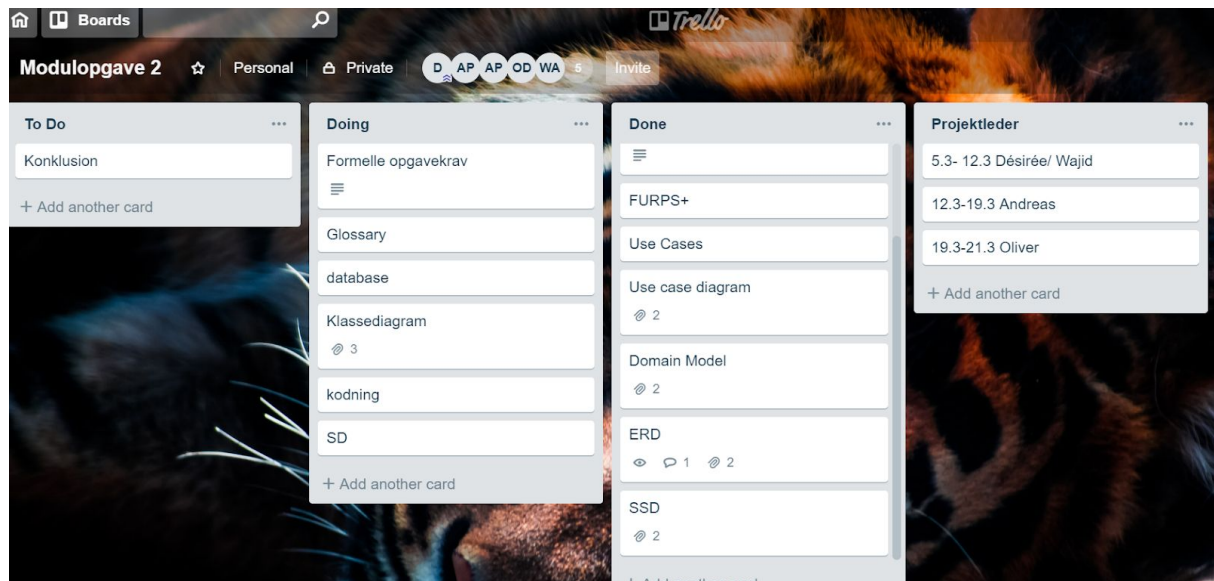 Boards
Trello
Modulopgave 2
Personal
Private
D AP AP OD WA 5
Invite
To Do
Konklusion
+ Add another card
Doing
Formelle opgavekrav
Glossary
database
Klassediagram
3
kodning
SD
+ Add another card
Done
FURPS+
Use Cases
Use case diagram
2
Domain Model
2
ERD
1 2
SSD
2
Projektleder
5.3- 12.3 Désirée/ Wajid
12.3-19.3 Andreas
19.3-21.3 Oliver
+ Add another card